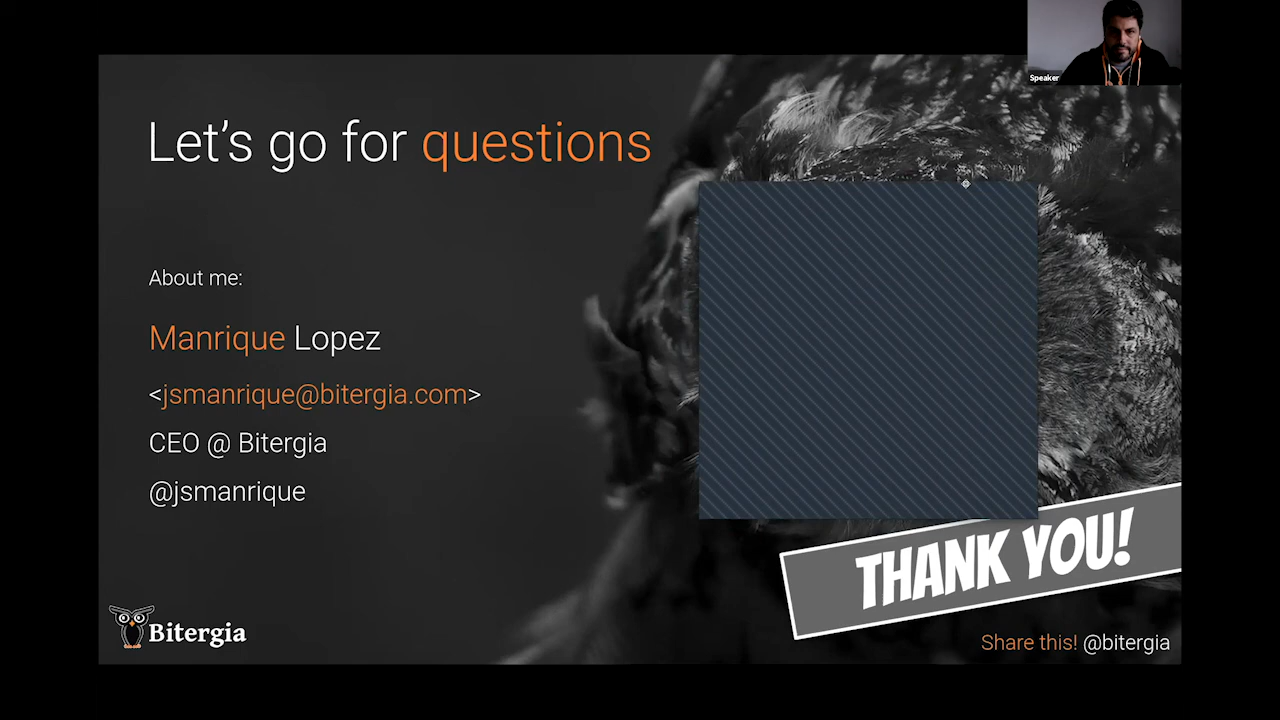 Speaker
Let's go for questions
About me:
Manrique Lopez
<jsmanrique@bitergia.com>
CEO @ Bitergia
@jsmanrique
THANK YOU!
Bitergia
Share this! @bitergia